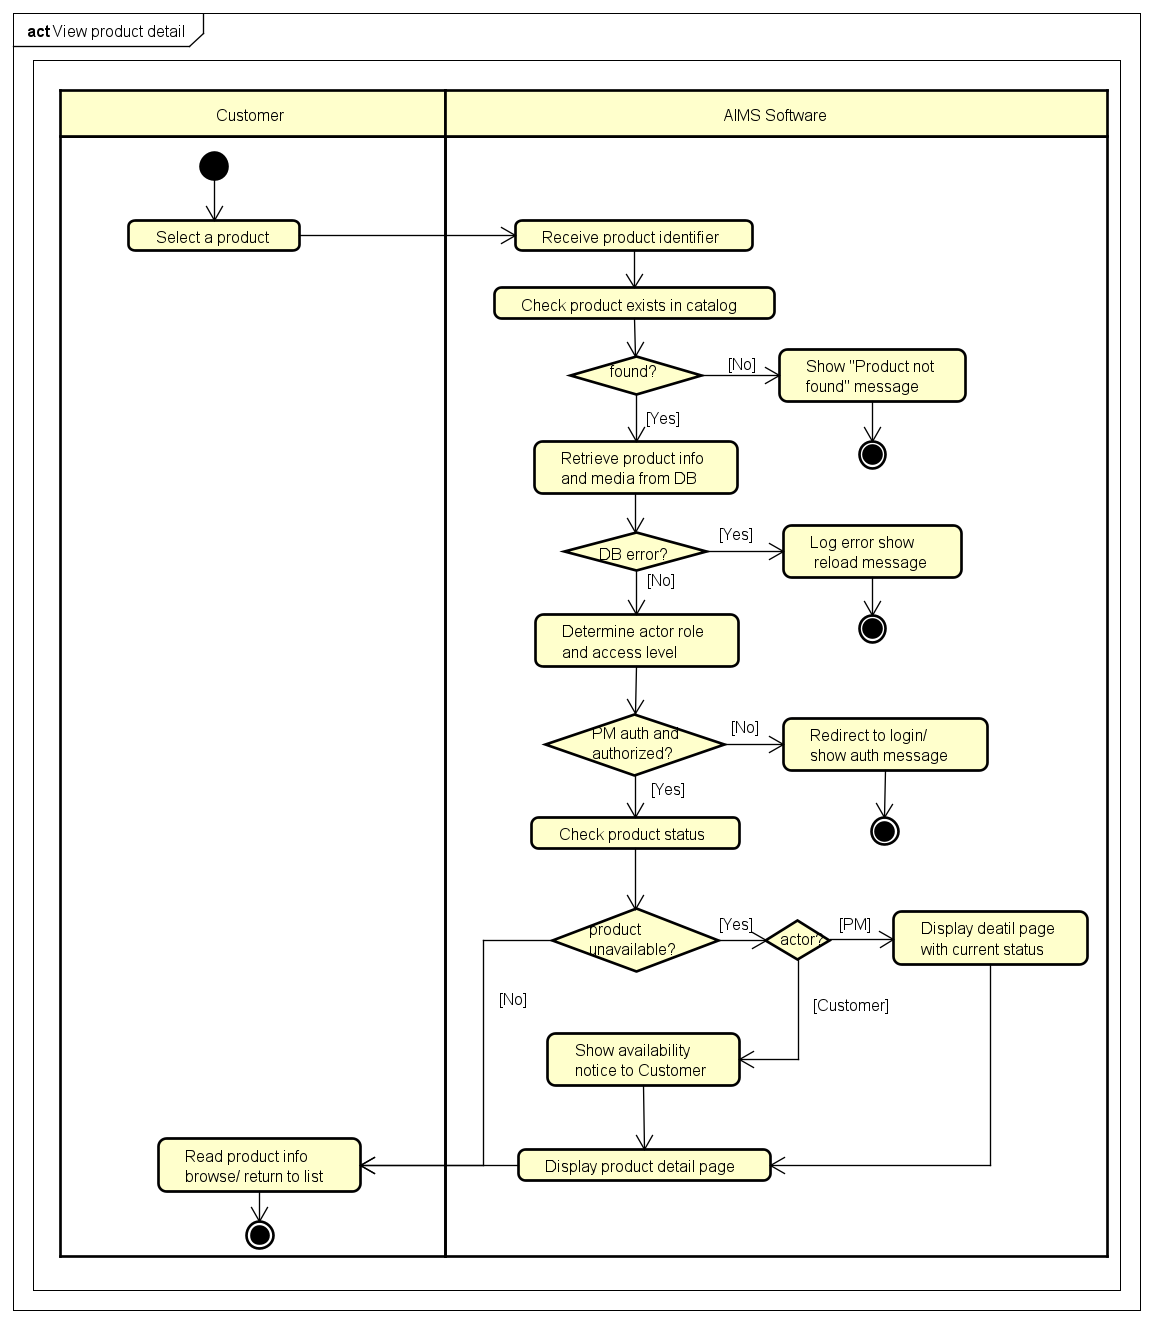 act View product detail
Customer
AIMS Software
Select a product
Receive product identifier
Check product exists in catalog
found?
[No]
Show "Product not
found" message
[Yes]
Retrieve product info
and media from DB
DB error?
[Yes]
Log error show
reload message
[No]
Determine actor role
and access level
PM auth and
authorized?
[No]
Redirect to login/
show auth message
[Yes]
Check product status
product
unavailable?
[Yes]
actor?
[PM]
Display deatil page
with current status
[No]
[Customer]
Show availability
notice to Customer
Read product info
browse/ return to list
Display product detail page